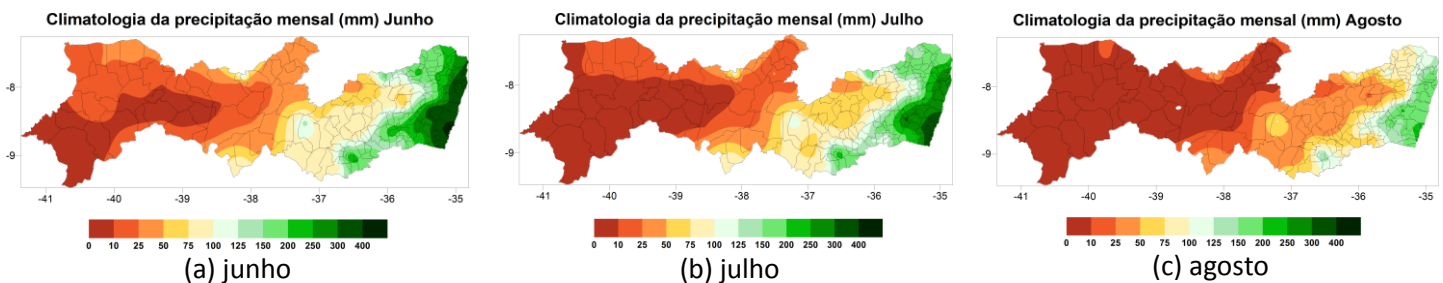 Climatologia da precipitação mensal (mm) Junho
-8
-9
-41 -40 -39 -38 -37 -36 -35
0 10 25 50 75 100 125 150 200 250 300 400
(a) junho
Climatologia da precipitação mensal (mm) Julho
-8
-9
-41 -40 -39 -38 -37 -36 -35
0 10 25 50 75 100 125 150 200 250 300 400
(b) julho
Climatologia da precipitação mensal (mm) Agosto
-8
-9
-41 -40 -39 -38 -37 -36 -35
0 10 25 50 75 100 125 150 200 250 300 400
(c) agosto